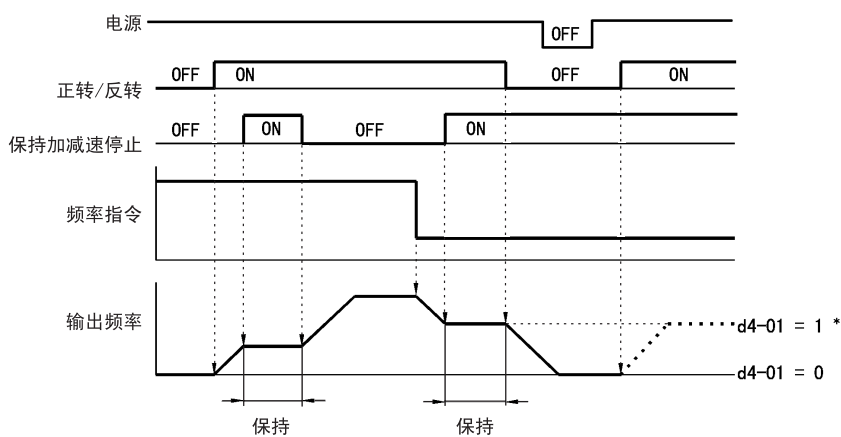 电源
OFF
正转/反转
OFF ON OFF ON
保持加减速停止
OFF ON OFF ON
频率指令
输出频率
d4-01 = 1 *
d4-01 = 0
保持 保持